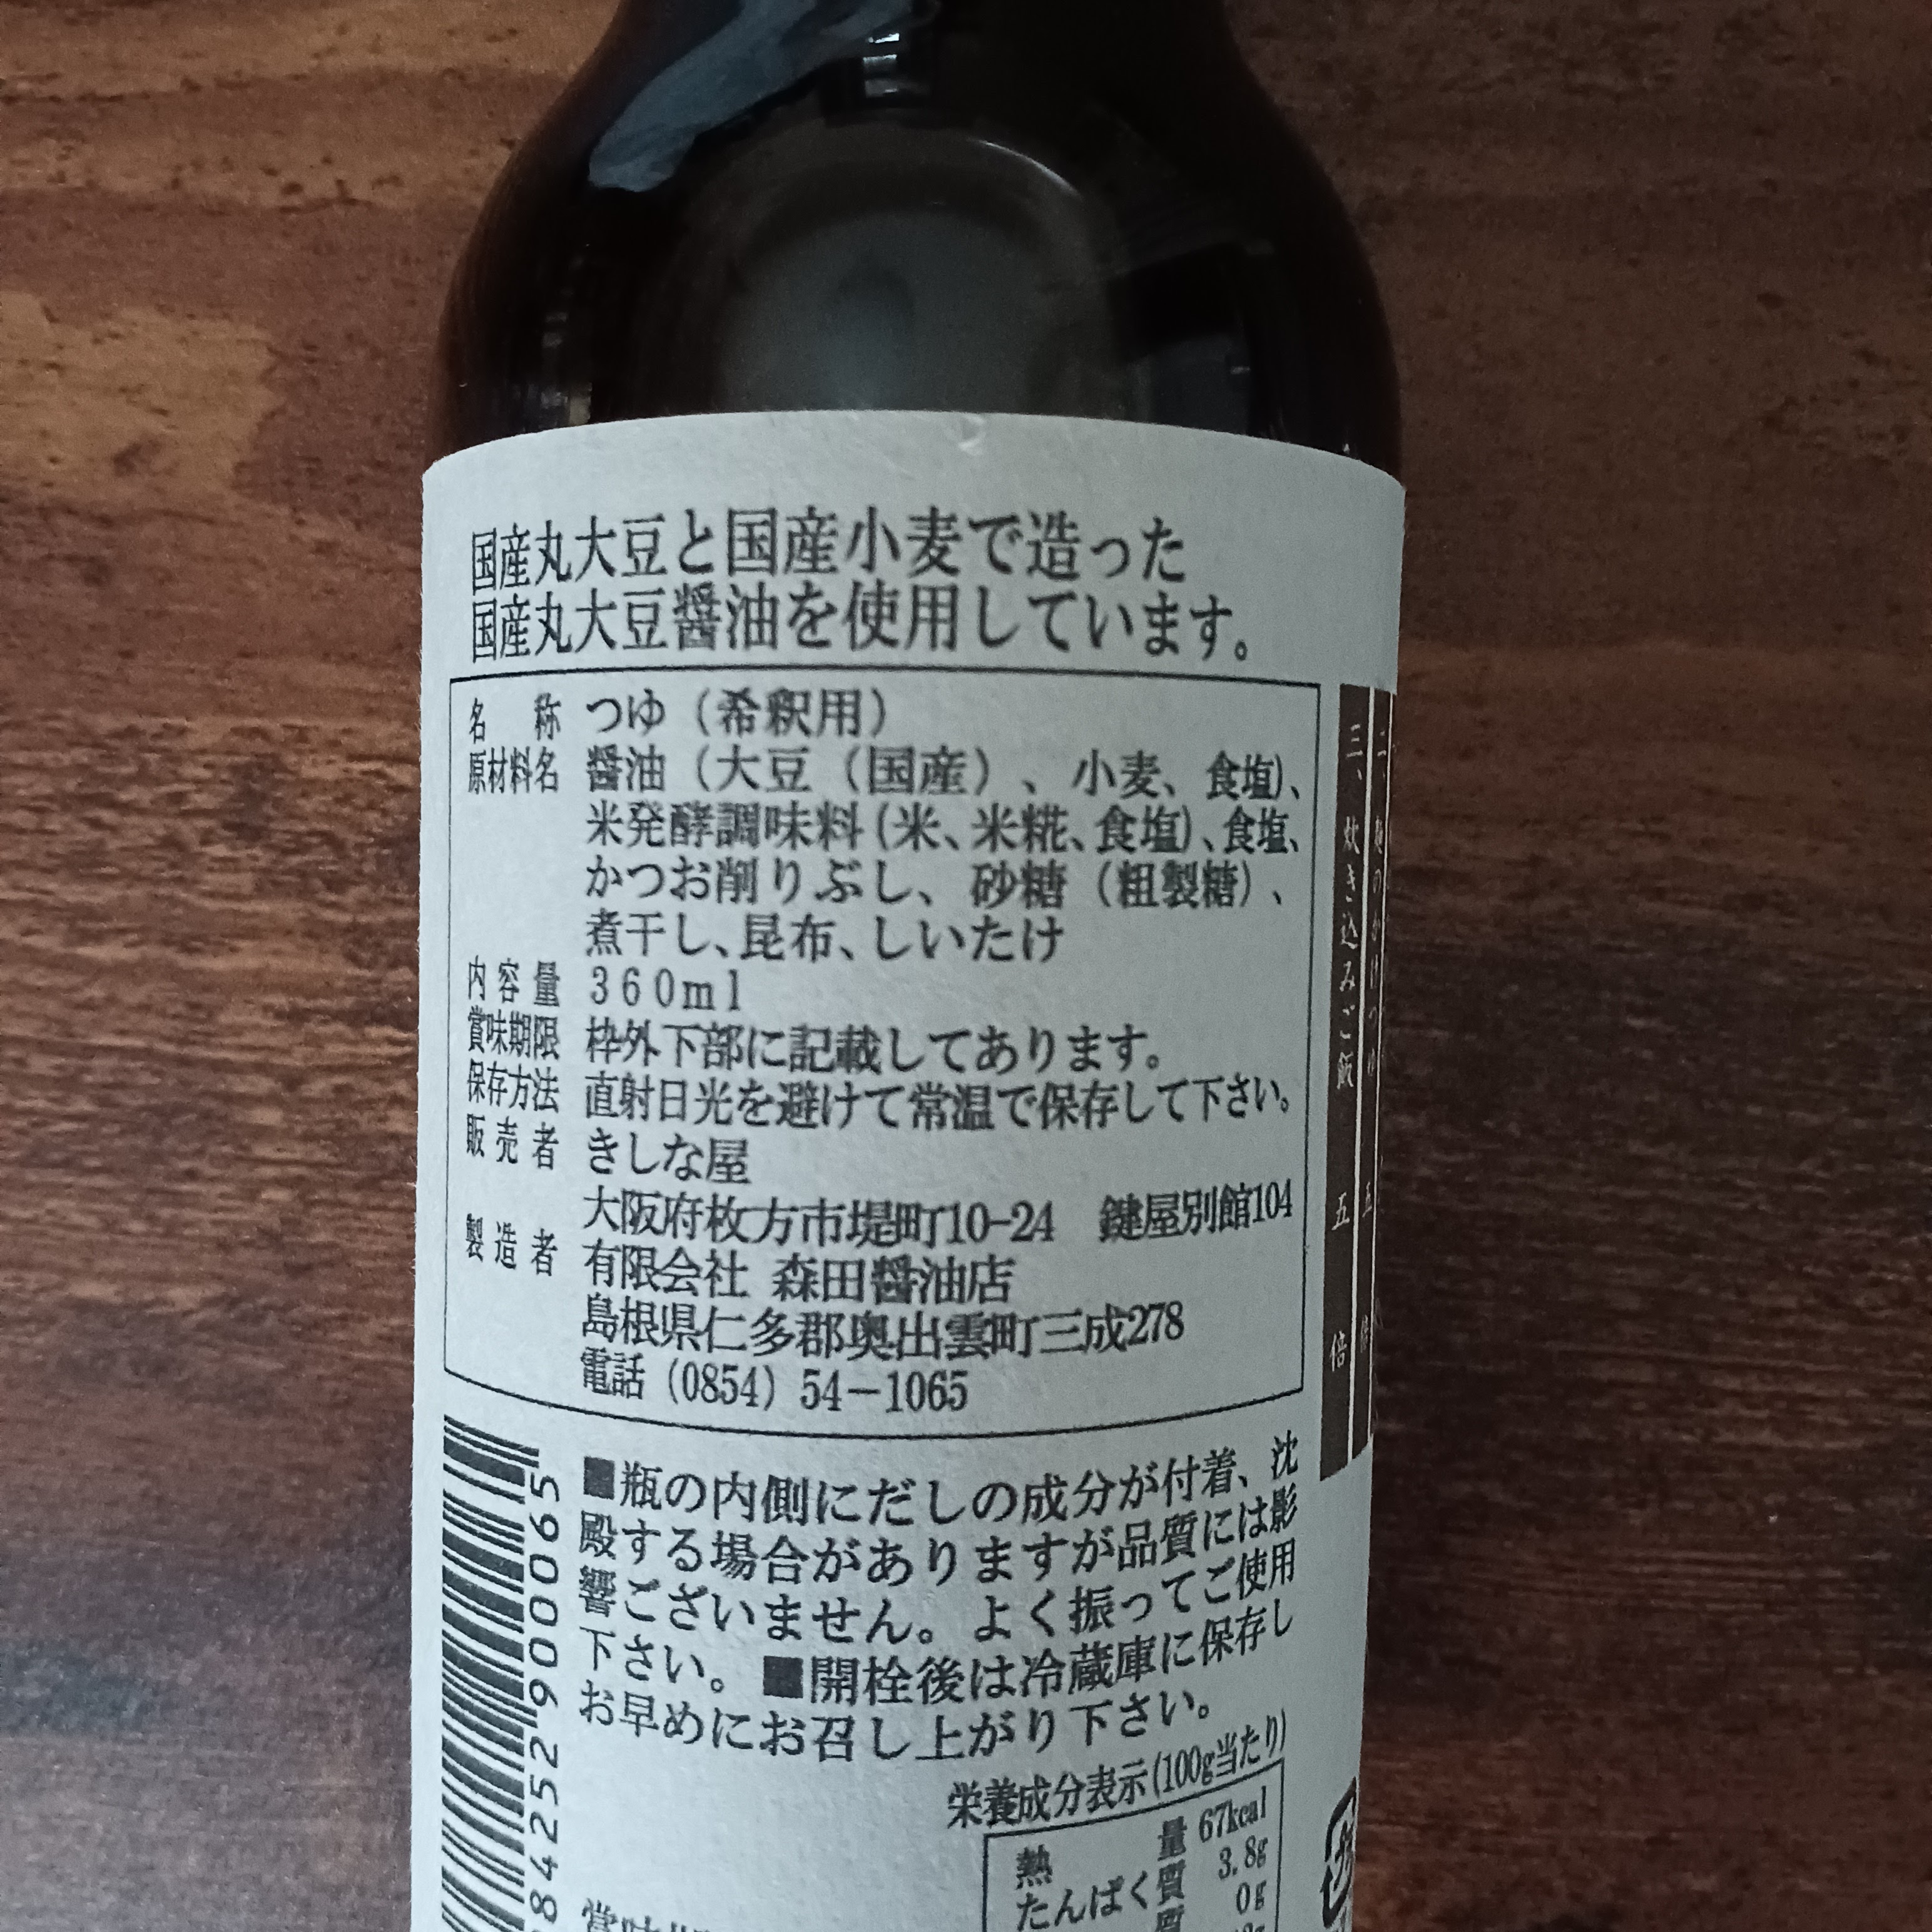 国産丸大豆と国産小麦で造った
国産丸大豆醤油を使用しています。
名称 つゆ（希釈用）
原材料名 醤油（大豆（国産）、小麦、食塩）、
米発酵調味料(米、米糀、食塩)、食塩、
かつお削りぶし、砂糖（粗製糖）、
煮干し、昆布、しいたけ
内容量 360ml
賞味期限 枠外下部に記載してあります。
保存方法 直射日光を避けて常温で保存して下さい。
販売者 きしな屋
大阪府枚方市堤町10-24 鍵屋別館104
製造者 有限会社 森田醤油店
島根県仁多郡奥出雲町三成278
電話（0854）54－1065
■瓶の内側にだしの成分が付着、沈
殿する場合がありますが品質には影
響ございません。よく振ってご使用
下さい。■開栓後は冷蔵庫に保存し
お早めにお召し上がり下さい。
栄養成分表示(100g当たり)
熱量 67kcal
たんぱく質 3.8g
質 0g
84252900065
三、炊き込みご飯 五倍